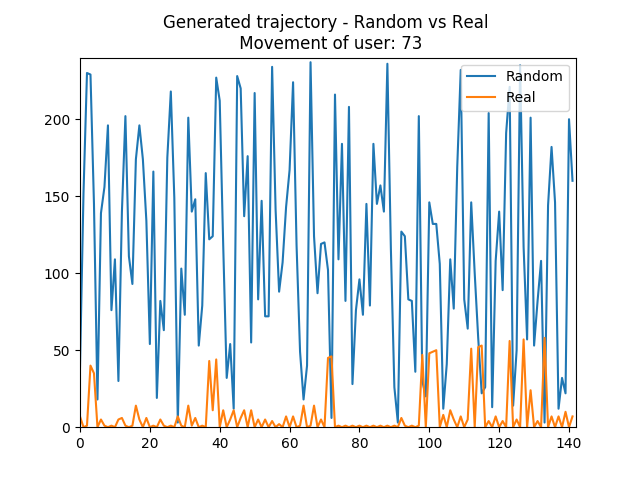 Generated trajectory - Random vs Real
Movement of user: 73
Random
Real
200
150
100
50
0
0 20 40 60 80 100 120 140